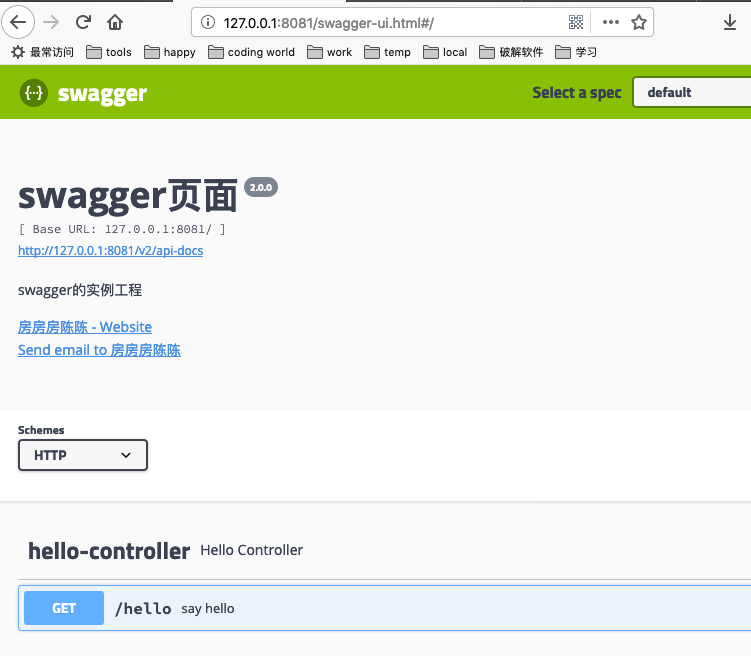 127.0.0.1:8081/swagger-ui.html#/
最常访问 tools happy coding world work temp local 破解软件 学习
{···} swagger Select a spec default
swagger页面 2.0.0
[ Base URL: 127.0.0.1:8081/ ]
http://127.0.0.1:8081/v2/api-docs
swagger的实例工程
房房房陈陈 - Website
Send email to 房房房陈陈
Schemes
HTTP
hello-controller Hello Controller
GET /hello say hello